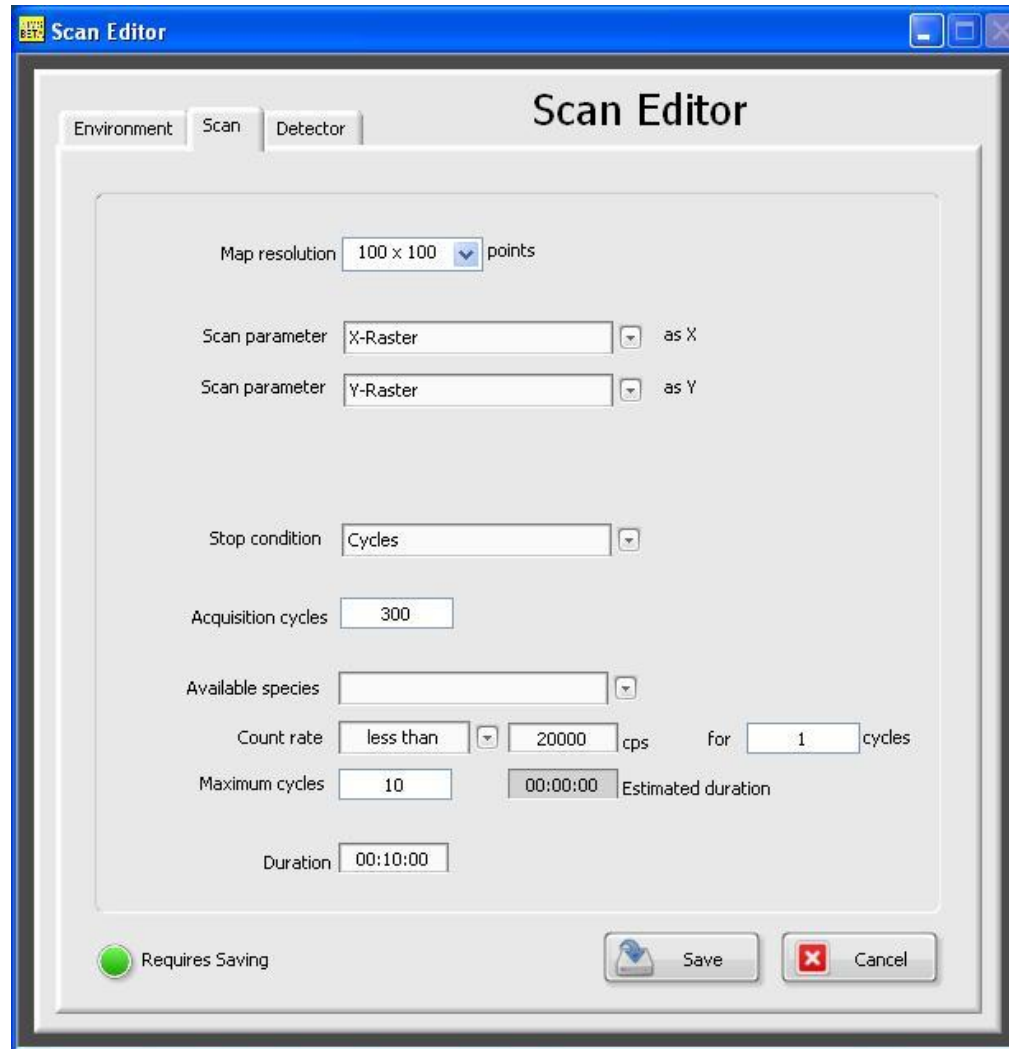 Scan Editor
Scan Editor
Environment Scan Detector
Map resolution 100 x 100 points
Scan parameter X-Raster as X
Scan parameter Y-Raster as Y
Stop condition Cycles
Acquisition cycles 300
Available species
Count rate less than 20000 cps for 1 cycles
Maximum cycles 10 00:00:00 Estimated duration
Duration 00:10:00
Requires Saving Save Cancel